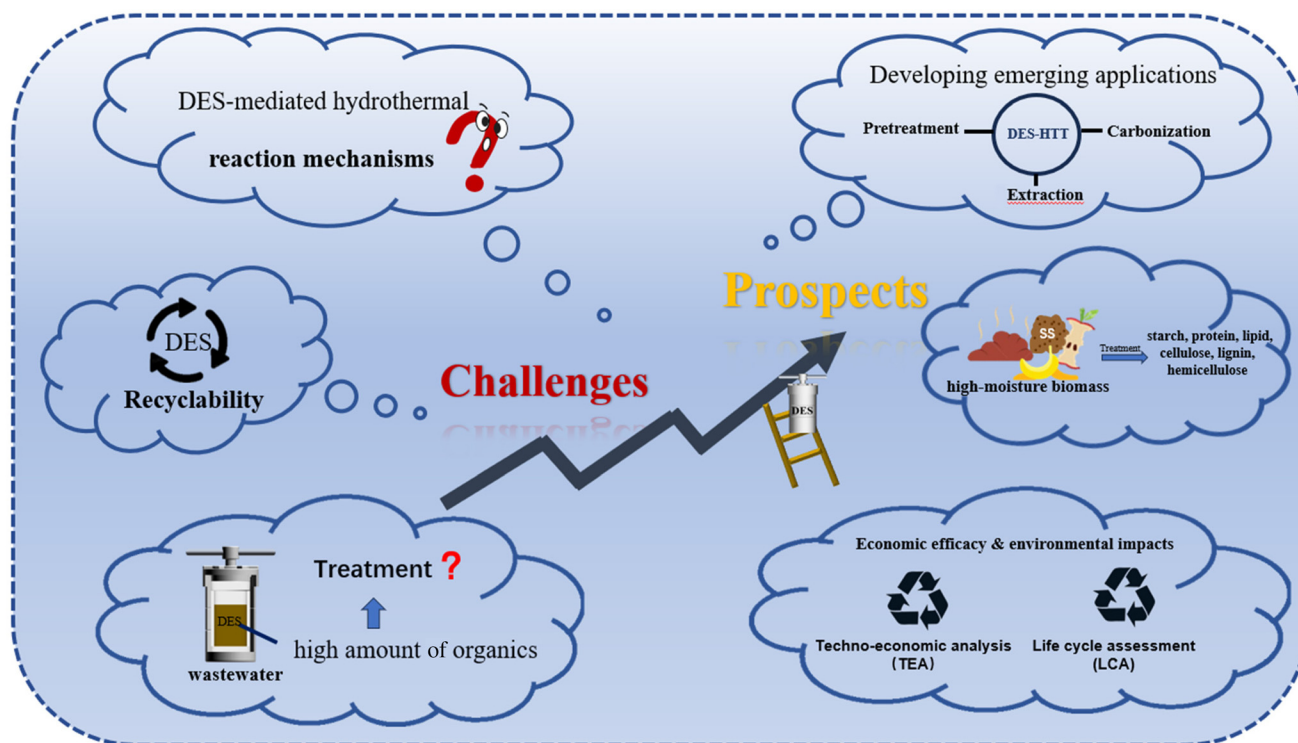 DES-mediated hydrothermal
reaction mechanisms
?
DES
Recyclability
Challenges
Treatment ?
DES
high amount of organics
wastewater
Developing emerging applications
Pretreatment
DES-HTT
Carbonization
Extraction
Prospects
DES
SS
Treatment
starch, protein, lipid,
cellulose, lignin,
hemicellulose
high-moisture biomass
Economic efficacy & environmental impacts
Techno-economic analysis
(TEA)
Life cycle assessment
(LCA)